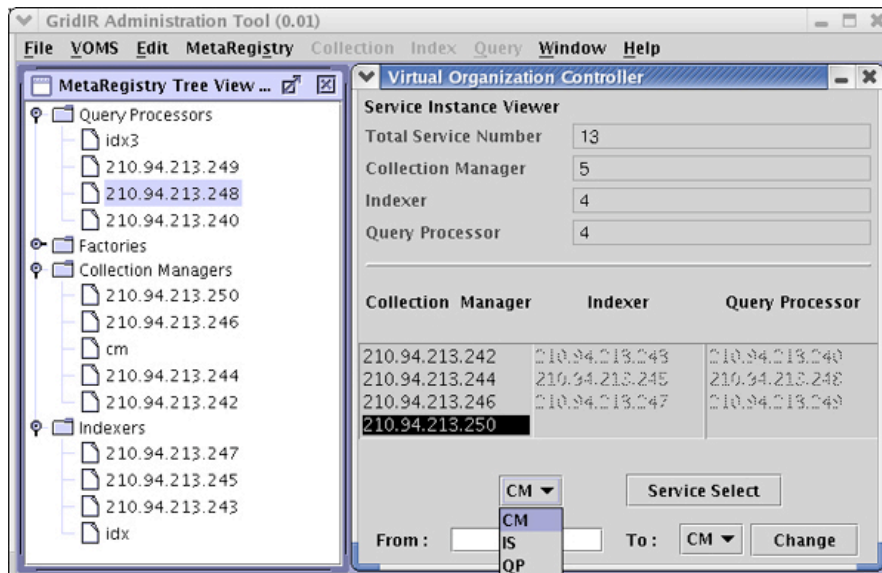 GridIR Administration Tool (0.01)
File VOMS Edit MetaRegistry Collection Index Query Window Help
MetaRegistry Tree View ...
Query Processors
idx3
210.94.213.249
210.94.213.248
210.94.213.240
Factories
Collection Managers
210.94.213.250
210.94.213.246
cm
210.94.213.244
210.94.213.242
Indexers
210.94.213.247
210.94.213.245
210.94.213.243
idx
Virtual Organization Controller
Service Instance Viewer
Total Service Number 13
Collection Manager 5
Indexer 4
Query Processor 4
Collection Manager Indexer Query Processor
210.94.213.242 210.94.213.243 210.94.213.240
210.94.213.244 210.94.213.245 210.94.213.248
210.94.213.246 210.94.213.247 210.94.213.249
210.94.213.250
CM Service Select
CM
IS
QP
From : To : CM Change